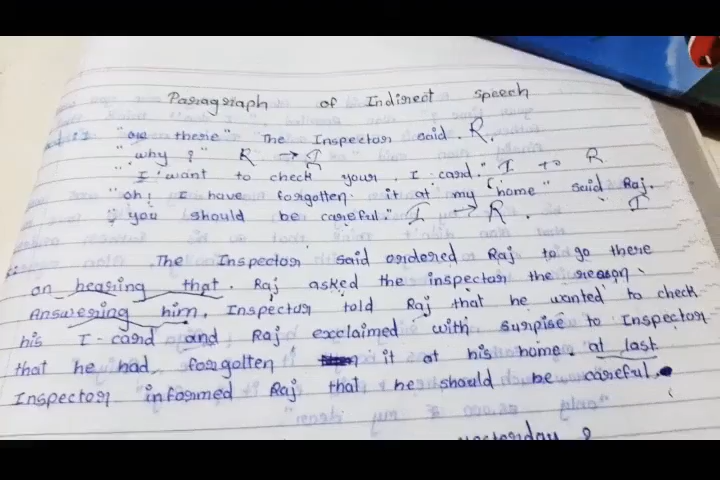 Paragraph of Indirect Speech
"go there" The Inspector said R.
"why?" R → I
"I want to check your I card." I to R
"oh! I have forgotten it at my home" said Raj.
"you should be careful." I → R. I
The Inspector said ordered Raj to go there
on hearing that. Raj asked the inspector the reason.
Answering him, Inspector told Raj that he wanted to check
his I-card and Raj exclaimed with surprise to Inspector
that he had forgotten it at his home. at last
Inspector informed Raj that he should be careful.
yesterday ?